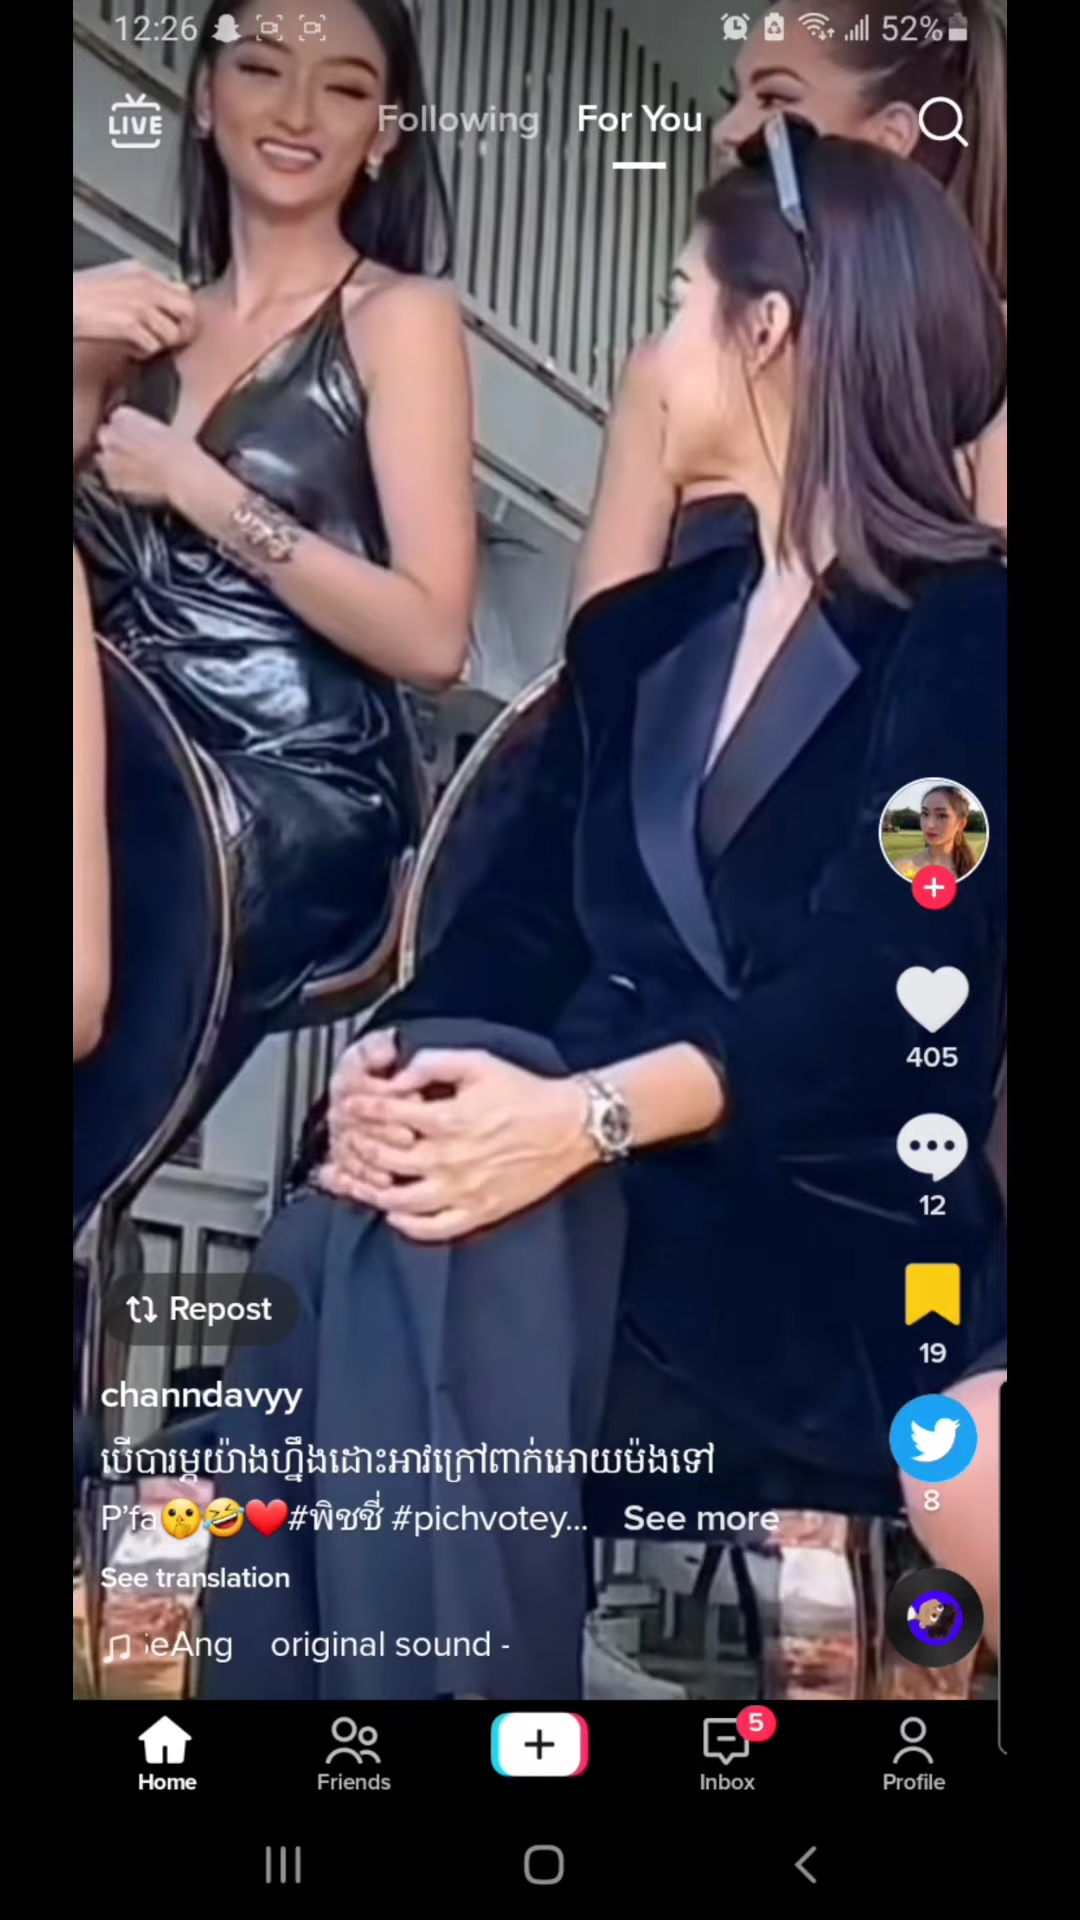 12:26
52%
LIVE
Following
For You
405
12
19
8
Repost
channdavyy
បើបារម្ភយ៉ាងហ្នឹងដោះអាវក្រៅពាក់អោយម៉ងទៅ
P'fa🤫🤣❤️#พิชชี่ #pichvotey... See more
See translation
ieAng original sound -
5
Home
Friends
Inbox
Profile